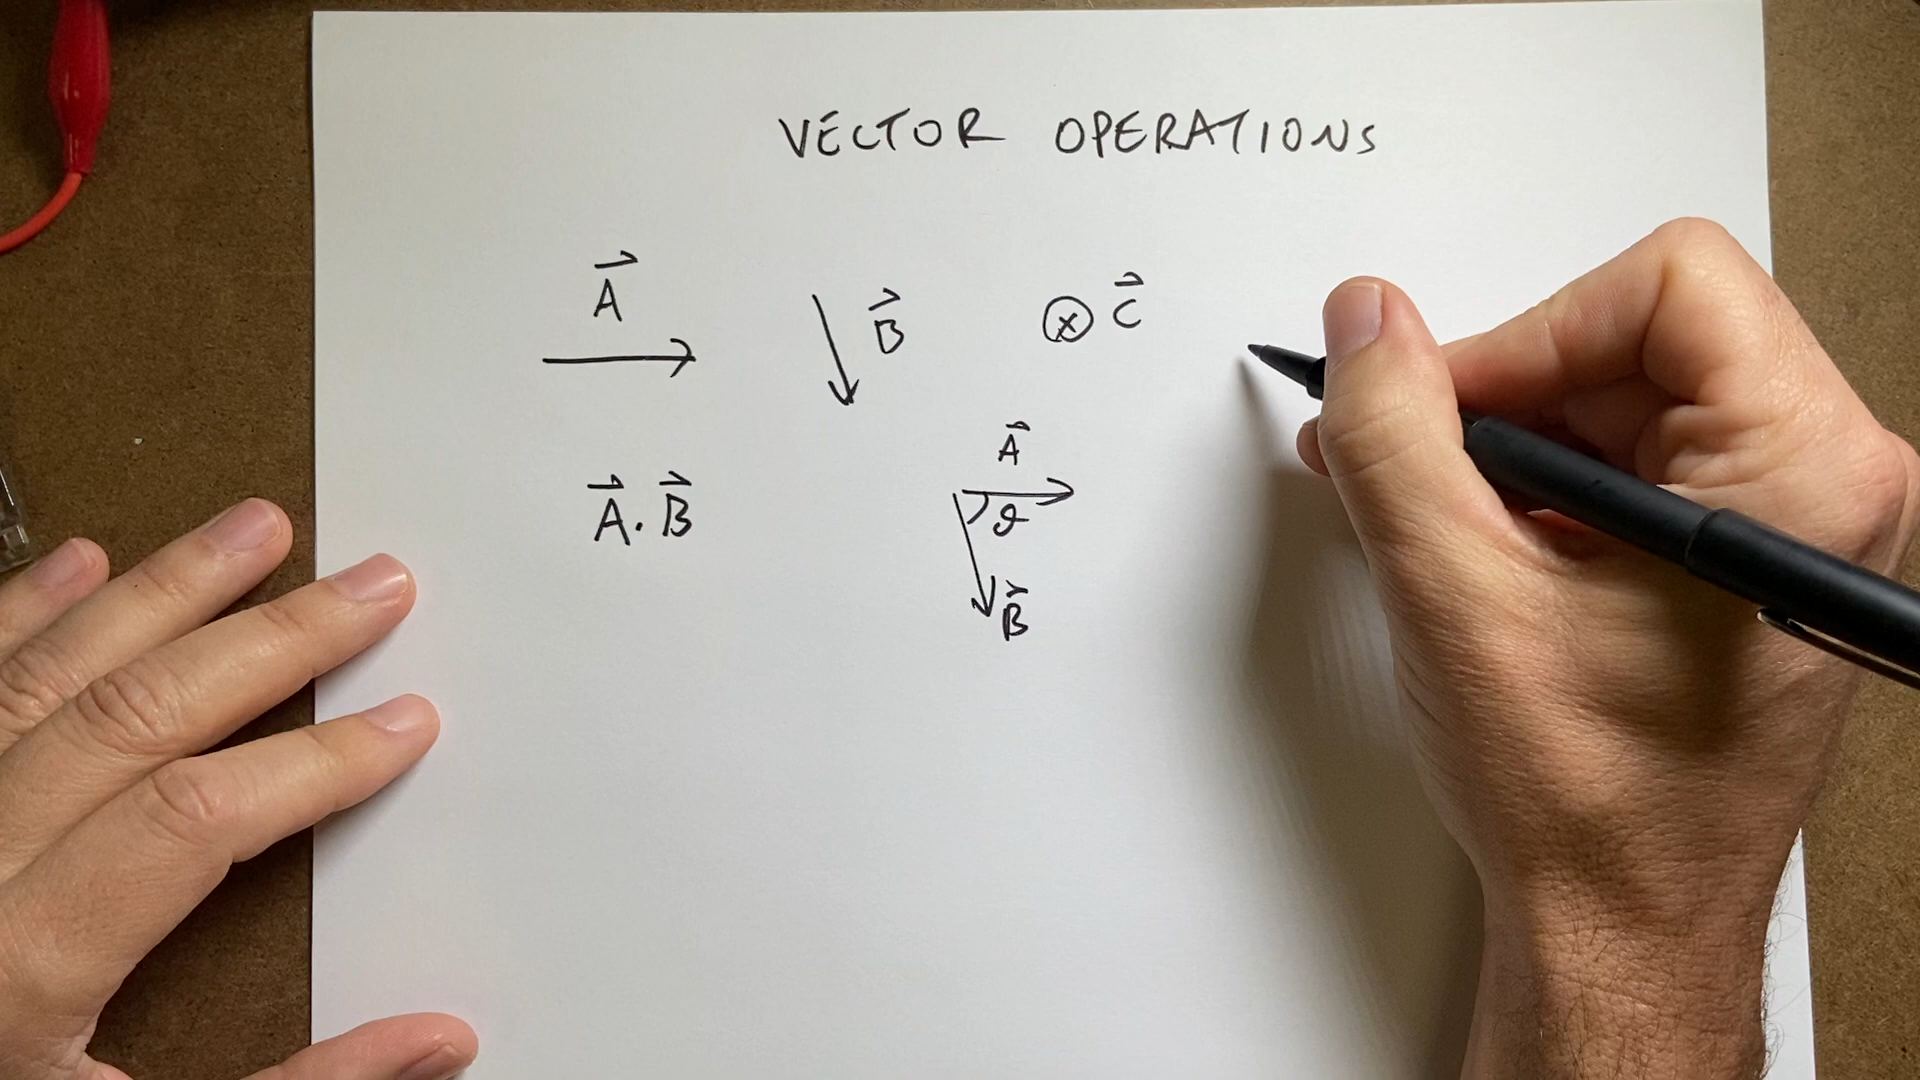 VECTOR OPERATIONS
A⃗ B⃗ ⊗ C⃗
A⃗ · B⃗
A⃗
ϑ
B⃗